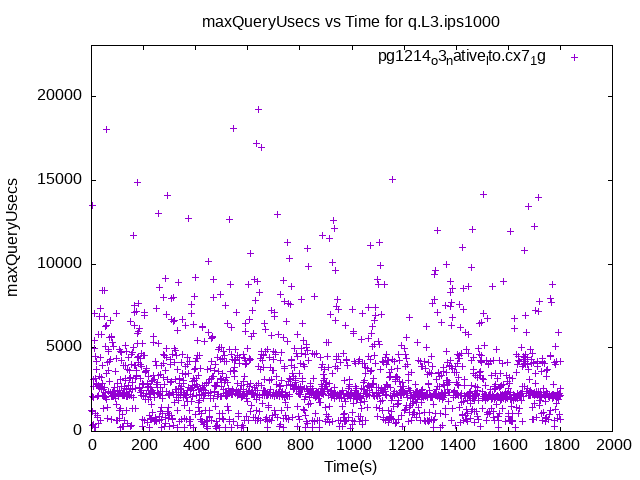 maxQueryUsecs vs Time for q.L3.ips1000
pg1214o3native_lto.cx71g
maxQueryUsecs
20000
15000
10000
5000
0
0 200 400 600 800 1000 1200 1400 1600 1800 2000
Time(s)